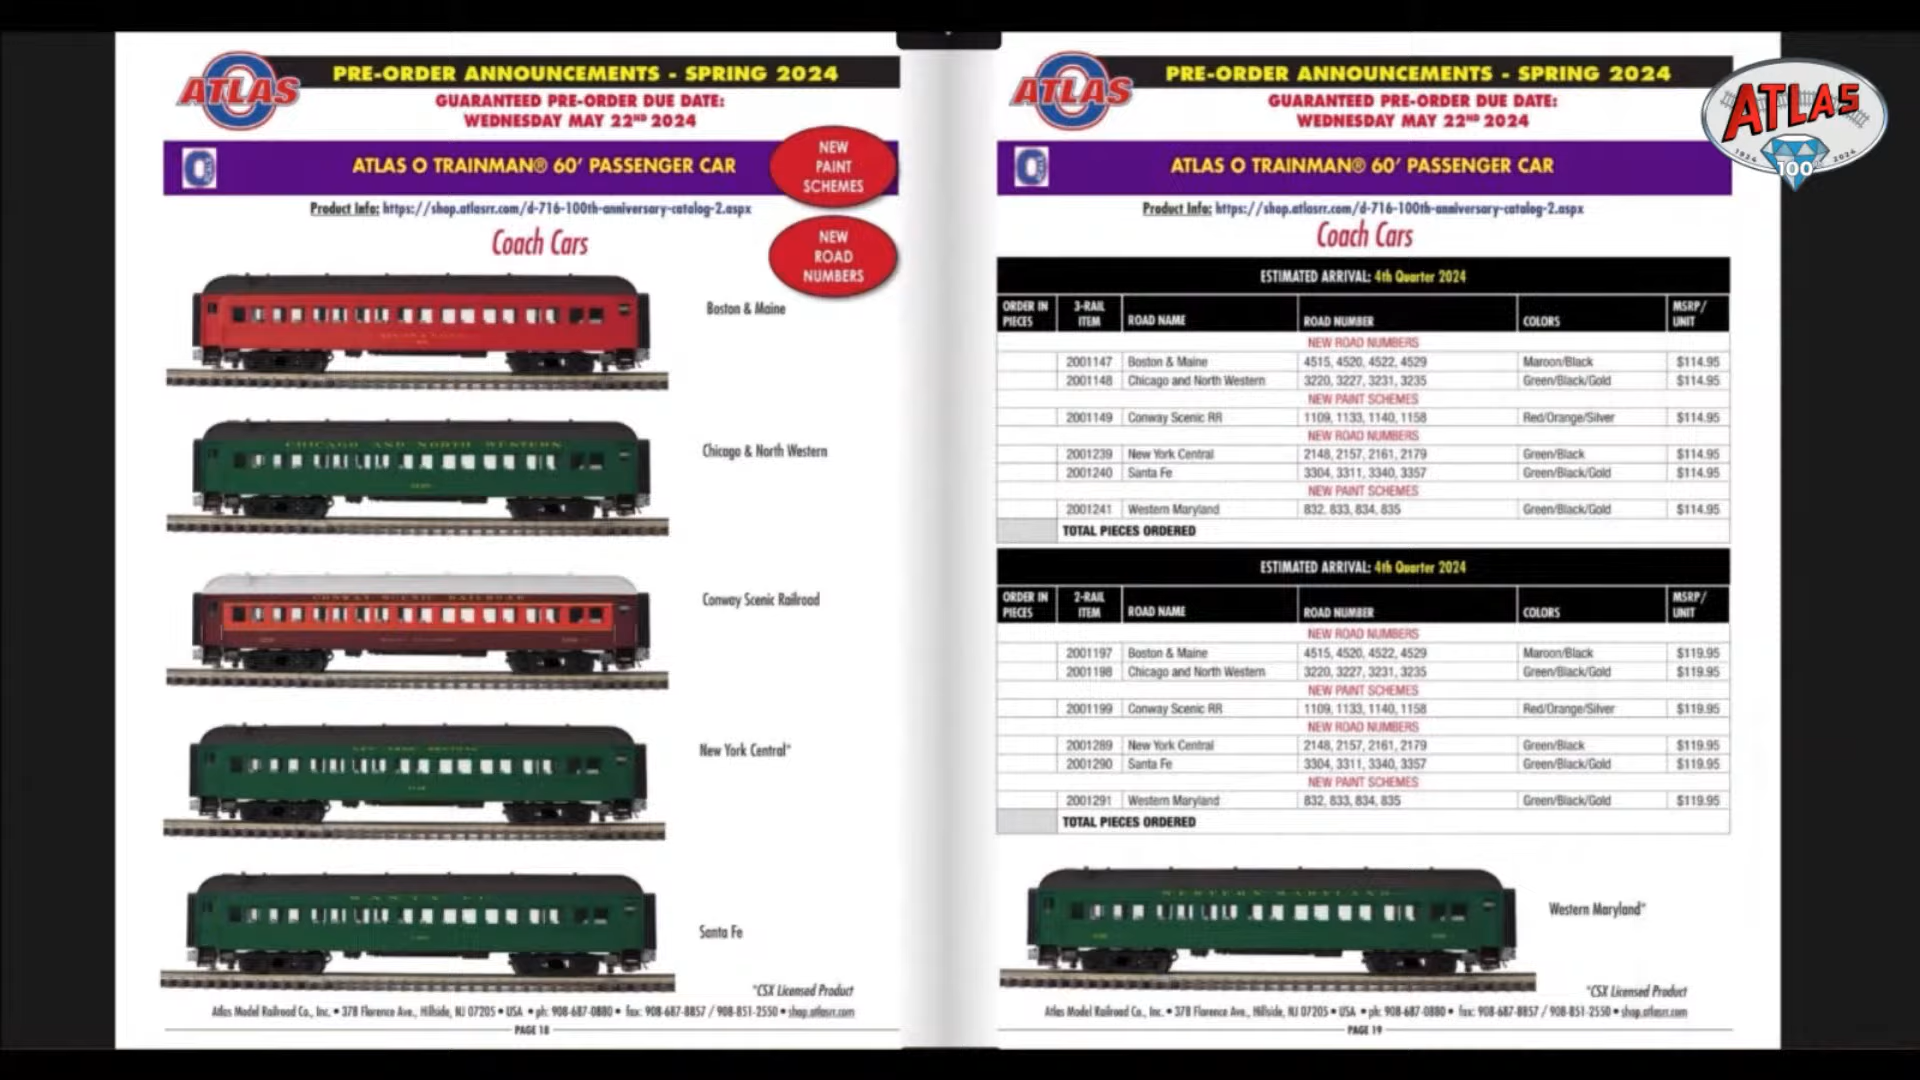 ATLAS
PRE-ORDER ANNOUNCEMENTS - SPRING 2024
GUARANTEED PRE-ORDER DUE DATE:
WEDNESDAY MAY 22ND 2024
ATLAS O TRAINMAN® 60' PASSENGER CAR
NEW
PAINT
SCHEMES
Product Info: https://shop.atlasrr.com/d-716-100th-anniversary-catalog-2.aspx
Coach Cars
NEW
ROAD
NUMBERS
Boston & Maine
CHICAGO AND NORTH WESTERN
Chicago & North Western
CONWAY SCENIC RAILROAD
Conway Scenic Railroad
NEW YORK CENTRAL
New York Central*
SANTA FE
Santa Fe
*CSX Licensed Product
Atlas Model Railroad Co., Inc. • 378 Florence Ave., Hillside, NJ 07205 • USA • ph: 908-687-0880 • fax: 908-687-8857 / 908-851-2550 • shop.atlasrr.com
PAGE 18
ATLAS
PRE-ORDER ANNOUNCEMENTS - SPRING 2024
GUARANTEED PRE-ORDER DUE DATE:
WEDNESDAY MAY 22ND 2024
ATLAS
1924 100 2024
ATLAS O TRAINMAN® 60' PASSENGER CAR
Product Info: https://shop.atlasrr.com/d-716-100th-anniversary-catalog-2.aspx
Coach Cars
ESTIMATED ARRIVAL: 4th Quarter 2024
ORDER IN PIECES 3-RAIL ITEM ROAD NAME ROAD NUMBER COLORS MSRP/ UNIT
NEW ROAD NUMBERS
2001147 Boston & Maine 4515, 4520, 4522, 4529 Maroon/Black $114.95
2001148 Chicago and North Western 3220, 3227, 3231, 3235 Green/Black/Gold $114.95
NEW PAINT SCHEMES
2001149 Conway Scenic RR 1109, 1133, 1140, 1158 Red/Orange/Silver $114.95
NEW ROAD NUMBERS
2001239 New York Central 2148, 2157, 2161, 2179 Green/Black $114.95
2001240 Santa Fe 3304, 3311, 3340, 3357 Green/Black/Gold $114.95
NEW PAINT SCHEMES
2001241 Western Maryland 832, 833, 834, 835 Green/Black/Gold $114.95
TOTAL PIECES ORDERED
ESTIMATED ARRIVAL: 4th Quarter 2024
ORDER IN PIECES 2-RAIL ITEM ROAD NAME ROAD NUMBER COLORS MSRP/ UNIT
NEW ROAD NUMBERS
2001197 Boston & Maine 4515, 4520, 4522, 4529 Maroon/Black $119.95
2001198 Chicago and North Western 3220, 3227, 3231, 3235 Green/Black/Gold $119.95
NEW PAINT SCHEMES
2001199 Conway Scenic RR 1109, 1133, 1140, 1158 Red/Orange/Silver $119.95
NEW ROAD NUMBERS
2001289 New York Central 2148, 2157, 2161, 2179 Green/Black $119.95
2001290 Santa Fe 3304, 3311, 3340, 3357 Green/Black/Gold $119.95
NEW PAINT SCHEMES
2001291 Western Maryland 832, 833, 834, 835 Green/Black/Gold $119.95
TOTAL PIECES ORDERED
WESTERN MARYLAND
Western Maryland*
*CSX Licensed Product
Atlas Model Railroad Co., Inc. • 378 Florence Ave., Hillside, NJ 07205 • USA • ph: 908-687-0880 • fax: 908-687-8857 / 908-851-2550 • shop.atlasrr.com
PAGE 19